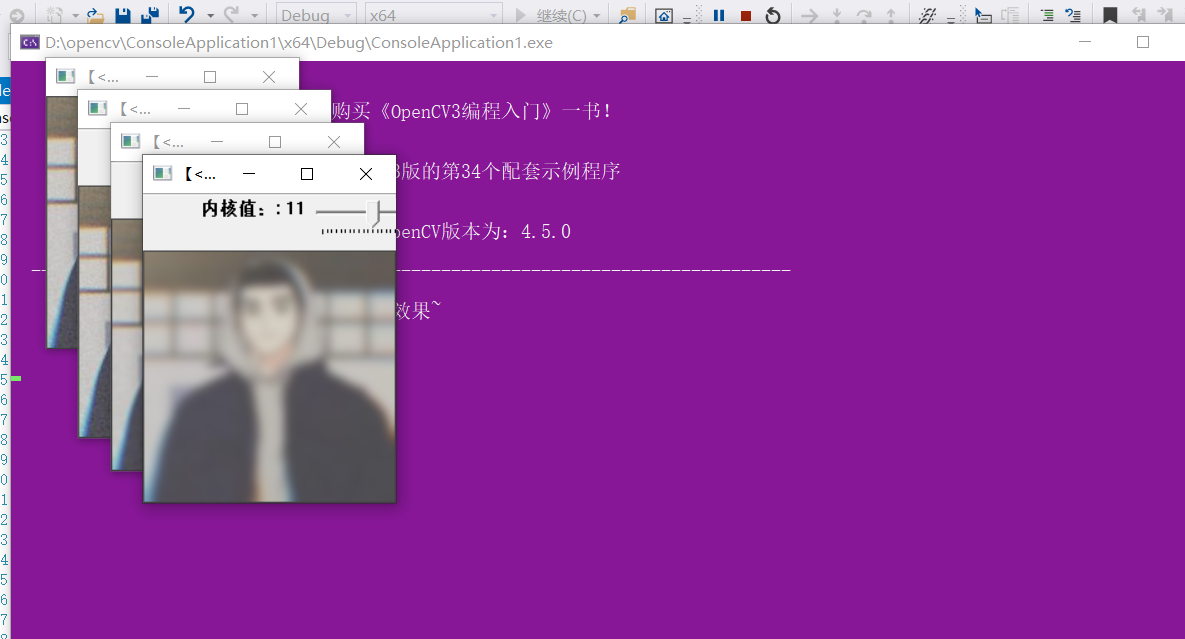 Debug
x64
继续(C)
D:\opencv\ConsoleApplication1\x64\Debug\ConsoleApplication1.exe
【<...
【<...
【<...
【<...
购买《OpenCV3编程入门》一书!
版的第34个配套示例程序
内核值: :11
penCV版本为: 4.5.0
效果~